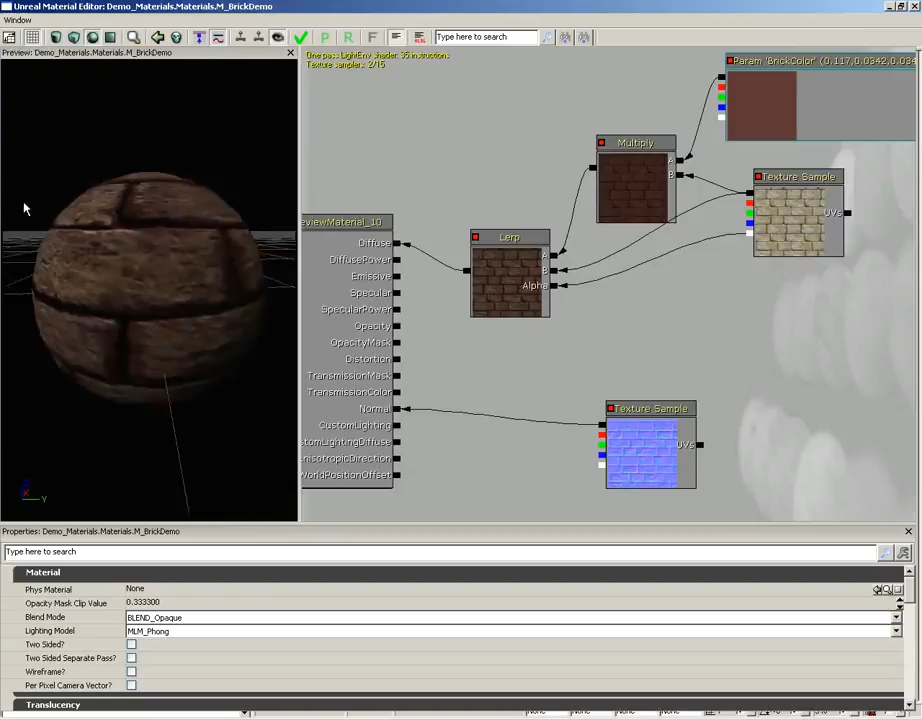 Unreal Material Editor: Demo_Materials.Materials.M_BrickDemo
Window
P R F
Type here to search
Preview: Demo_Materials.Materials.M_BrickDemo
One pass LightEnv shader: 35 instructions
Texture samplers: 2/15
Param 'BrickColor' (0.117,0.0342,0.034
Multiply
A
B
Texture Sample
UVs
Lerp
A
B
Alpha
eviewMaterial_10
Diffuse
DiffusePower
Emissive
Specular
SpecularPower
Opacity
OpacityMask
Distortion
TransmissionMask
TransmissionColor
Normal
CustomLighting
stomLightingDiffuse
nisotropicDirection
WorldPositionOffset
Texture Sample
UVs
Z
X
Y
Properties: Demo_Materials.Materials.M_BrickDemo
Type here to search
Material
Phys Material None
Opacity Mask Clip Value 0.333300
Blend Mode BLEND_Opaque
Lighting Model MLM_Phong
Two Sided?
Two Sided Separate Pass?
Wireframe?
Per Pixel Camera Vector?
Translucency